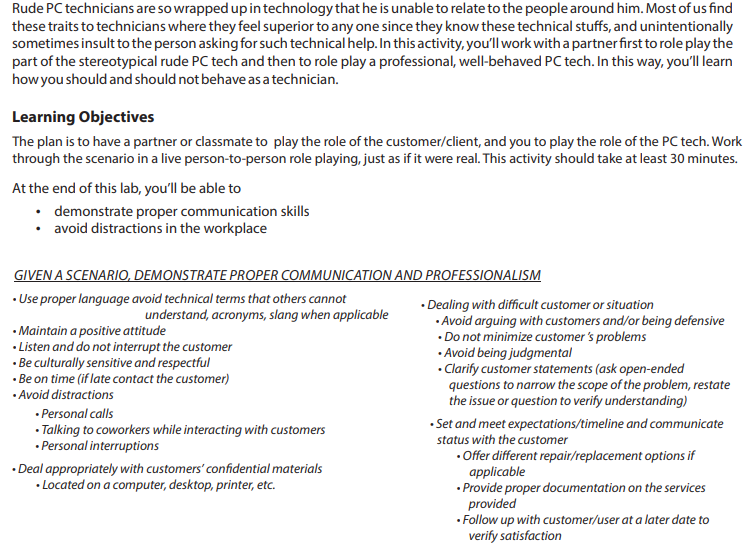 Rude PC technicians are so wrapped up in technology that he is unable to relate to the people around him. Most of us find
these traits to technicians where they feel superior to any one since they know these technical stuffs, and unintentionally
sometimes insult to the person asking for such technical help. In this activity, you'll work with a partner first to role play the
part of the stereotypical rude PC tech and then to role play a professional, well-behaved PC tech. In this way, you'll learn
how you should and should not behave as a technician.
Learning Objectives
The plan is to have a partner or classmate to play the role of the customer/client, and you to play the role of the PC tech. Work
through the scenario in a live person-to-person role playing, just as if it were real. This activity should take at least 30 minutes.
At the end of this lab, you'll be able to
• demonstrate proper communication skills
• avoid distractions in the workplace
GIVEN A SCENARIO, DEMONSTRATE PROPER COMMUNICATION AND PROFESSIONALISM
• Use proper language avoid technical terms that others cannot
understand, acronyms, slang when applicable
• Maintain a positive attitude
• Listen and do not interrupt the customer
• Be culturally sensitive and respectful
• Be on time (if late contact the customer)
• Avoid distractions
• Personal calls
• Talking to coworkers while interacting with customers
• Personal interruptions
• Deal appropriately with customers' confidential materials
• Located on a computer, desktop, printer, etc.
• Dealing with difficult customer or situation
• Avoid arguing with customers and/or being defensive
• Do not minimize customer 's problems
• Avoid being judgmental
• Clarify customer statements (ask open-ended
questions to narrow the scope of the problem, restate
the issue or question to verify understanding)
• Set and meet expectations/timeline and communicate
status with the customer
• Offer different repair/replacement options if
applicable
• Provide proper documentation on the services
provided
• Follow up with customer/user at a later date to
verify satisfaction